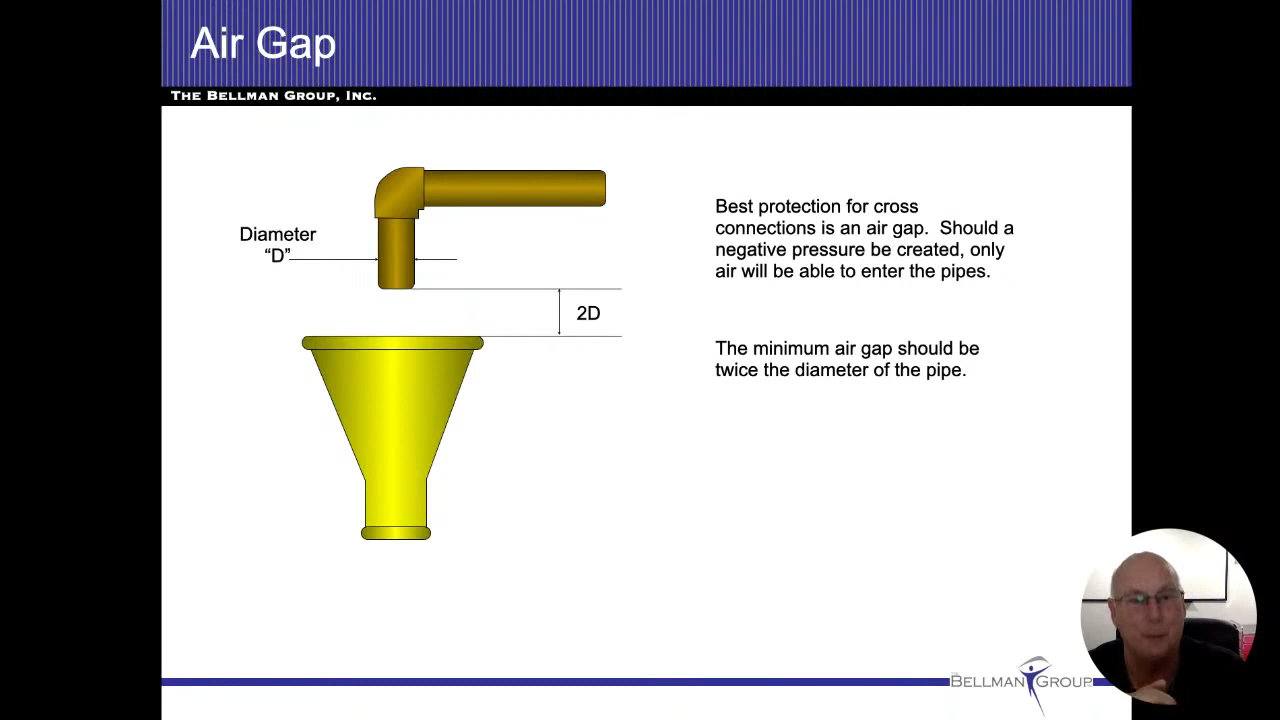 Air Gap
THE BELLMAN GROUP, INC.
Diameter
“D”
2D
Best protection for cross
connections is an air gap.  Should a
negative pressure be created, only
air will be able to enter the pipes.
The minimum air gap should be
twice the diameter of the pipe.
THE BELLMAN GROUP